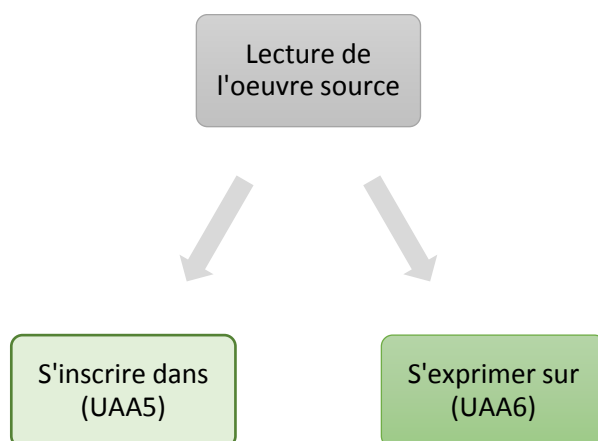 Lecture de
l'oeuvre source
S'inscrire dans
(UAA5)
S'exprimer sur
(UAA6)